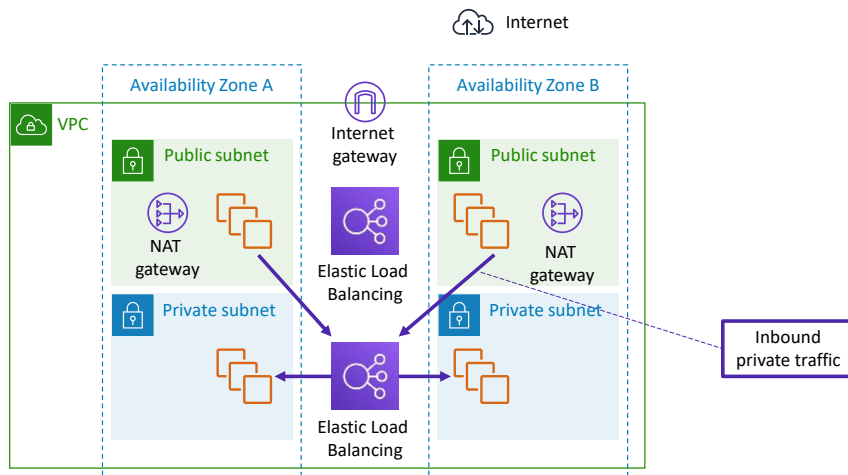 Internet
Availability Zone A
Availability Zone B
VPC
Internet
gateway
Public subnet
Public subnet
NAT
gateway
Elastic Load
Balancing
NAT
gateway
Private subnet
Private subnet
Inbound
private traffic
Elastic Load
Balancing